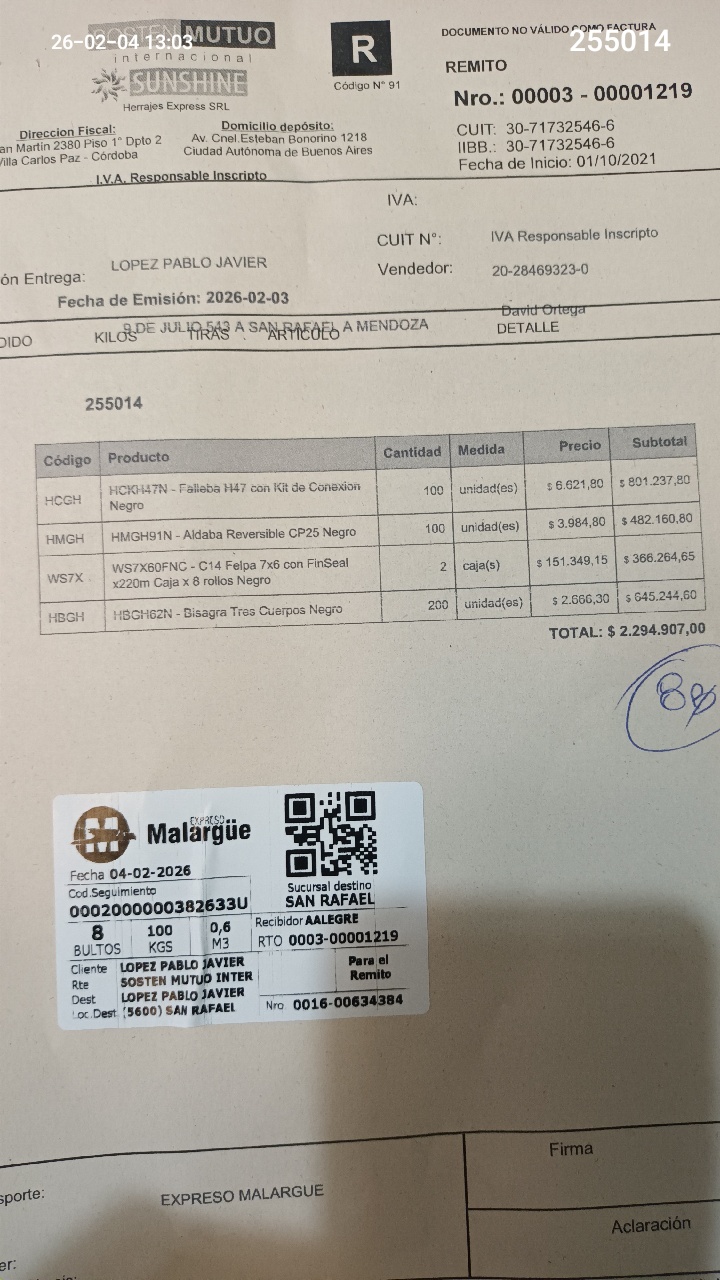 26-02-04 13:03
255014
SOSTEN MUTUO
internacional
SUNSHINE
Herrajes Express SRL
R
Código N° 91
DOCUMENTO NO VÁLIDO COMO FACTURA
REMITO
Nro.: 00003 - 00001219
CUIT: 30-71732546-6
IIBB.: 30-71732546-6
Fecha de Inicio: 01/10/2021
Direccion Fiscal:
an Martin 2380 Piso 1° Dpto 2
illa Carlos Paz - Córdoba
Domicilio depósito:
Av. Cnel.Esteban Bonorino 1218
Ciudad Autónoma de Buenos Aires
I.V.A. Responsable Inscripto
IVA:
CUIT N°: IVA Responsable Inscripto
LOPEZ PABLO JAVIER
ón Entrega:
Vendedor: 20-28469323-0
Fecha de Emisión: 2026-02-03
David Ortega
9 DE JULIO 543 A SAN RAFAEL A MENDOZA
DIDO KILOS TIRAS ARTICULO DETALLE
255014
Código Producto Cantidad Medida Precio Subtotal
HCGH HCKH47N - Falleba H47 con Kit de Conexion Negro 100 unidad(es) $ 6.621,80 $ 801.237,80
HMGH HMGH91N - Aldaba Reversible CP25 Negro 100 unidad(es) $ 3.984,80 $ 482.160,80
WS7X WS7X60FNC - C14 Felpa 7x6 con FinSeal x220m Caja x 8 rollos Negro 2 caja(s) $ 151.349,15 $ 366.264,65
HBGH HBGH62N - Bisagra Tres Cuerpos Negro 200 unidad(es) $ 2.666,30 $ 645.244,60
TOTAL: $ 2.294.907,00
EXPRESO
Malargüe
Fecha 04-02-2026
Cod.Seguimiento
0002000000382633U
Sucursal destino
SAN RAFAEL
8 BULTOS
100 KGS
0,6 M3
Recibidor AALEGRE
RTO 0003-00001219
Cliente LOPEZ PABLO JAVIER
Rte SOSTEN MUTUO INTER
Dest LOPEZ PABLO JAVIER
Loc.Dest (5600) SAN RAFAEL
Para el
Remito
Nro. 0016-00634384
Firma
sporte: EXPRESO MALARGUE
Aclaración
er: